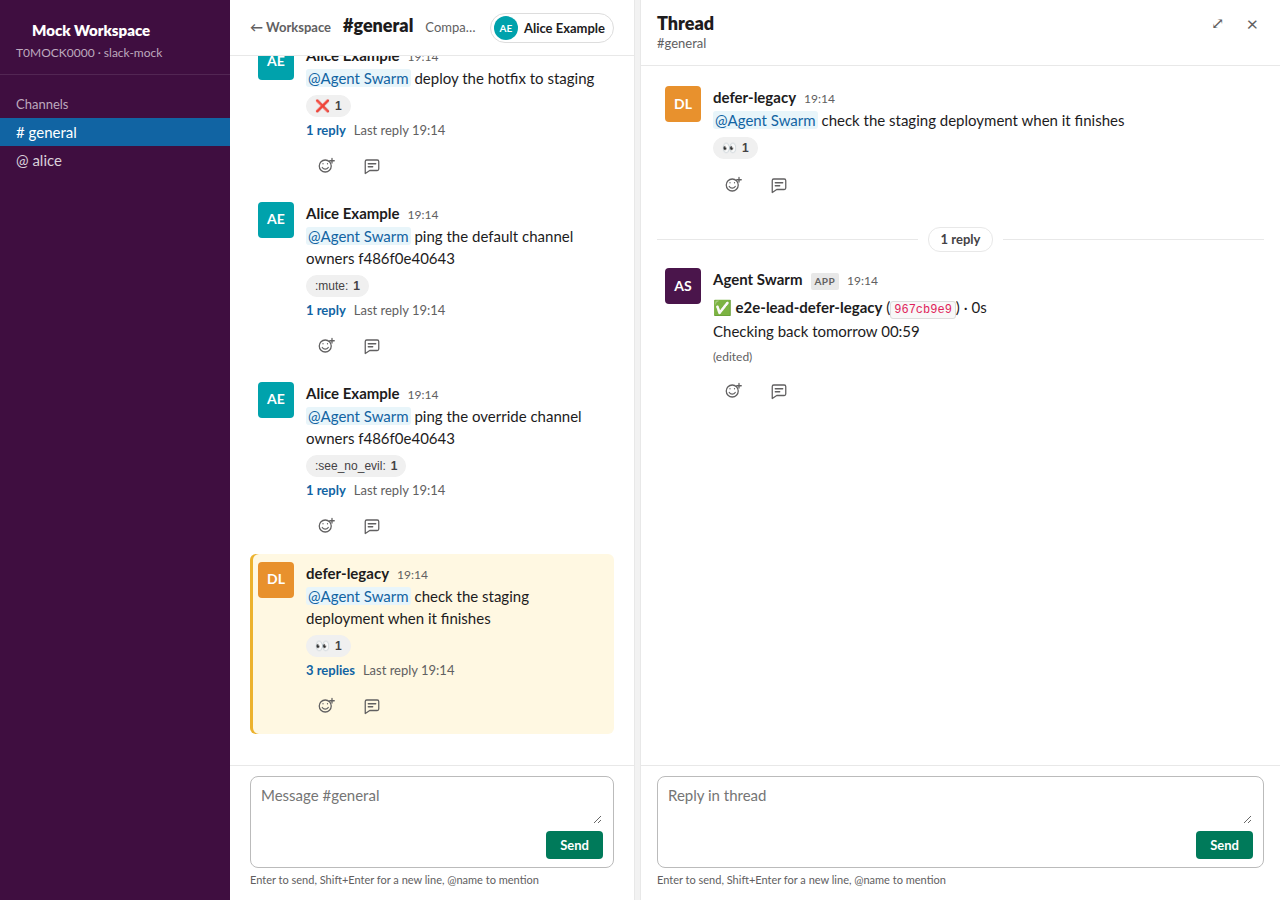 Mock Workspace
T0MOCK0000 · slack-mock
Channels
# general
@ alice
← Workspace #general Compa... AE Alice Example
AE Alice Example 19:14
@Agent Swarm deploy the hotfix to staging
❌ 1
1 reply Last reply 19:14
AE Alice Example 19:14
@Agent Swarm ping the default channel
owners f486f0e40643
:mute: 1
1 reply Last reply 19:14
AE Alice Example 19:14
@Agent Swarm ping the override channel
owners f486f0e40643
:see_no_evil: 1
1 reply Last reply 19:14
DL defer-legacy 19:14
@Agent Swarm check the staging
deployment when it finishes
👀 1
3 replies Last reply 19:14
Message #general
Send
Enter to send, Shift+Enter for a new line, @name to mention
Thread
#general
DL defer-legacy 19:14
@Agent Swarm check the staging deployment when it finishes
👀 1
1 reply
AS Agent Swarm APP 19:14
✅ e2e-lead-defer-legacy (967cb9e9) · 0s
Checking back tomorrow 00:59
(edited)
Reply in thread
Send
Enter to send, Shift+Enter for a new line, @name to mention